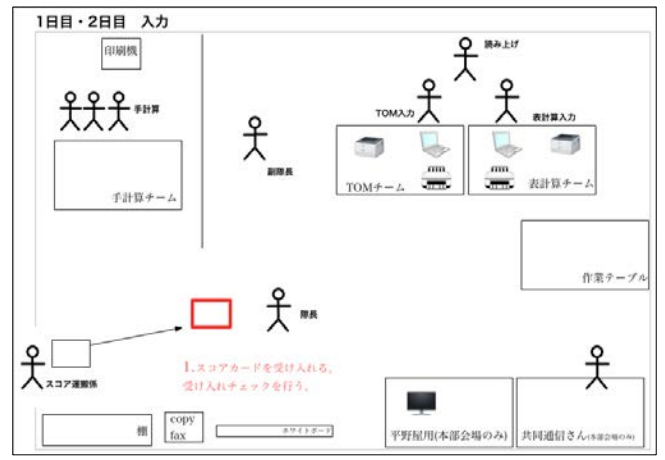 1日目・2日目 入力
印刷機
読み上げ
手計算
TOM入力
表計算入力
副隊長
手計算チーム
TOMチーム
表計算チーム
作業テーブル
隊長
スコア運搬係
1.スコアカードを受け入れる。
受け入れチェックを行う。
棚
copy
fax
ホワイトボード
平野屋用(本部会場のみ)
共同通信さん(本部会場のみ)